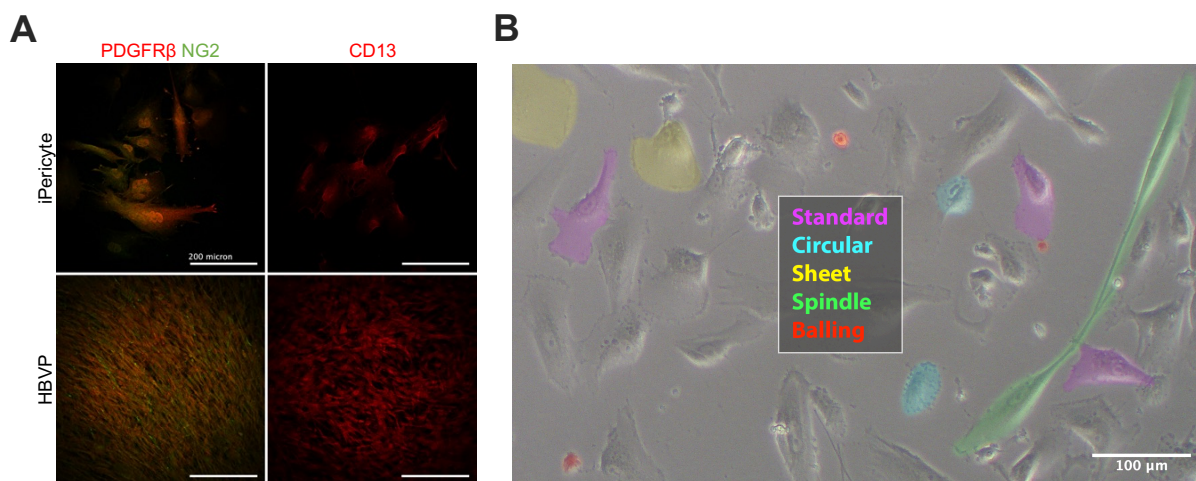 A
PDGFRβ NG2
CD13
iPericyte
200 micron
HBVP
B
Standard
Circular
Sheet
Spindle
Balling
100 µm